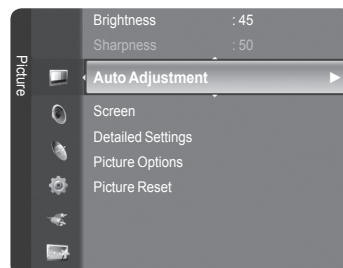 Picture
Brightness : 45
Sharpness : 50
Auto Adjustment
Screen
Detailed Settings
Picture Options
Picture Reset